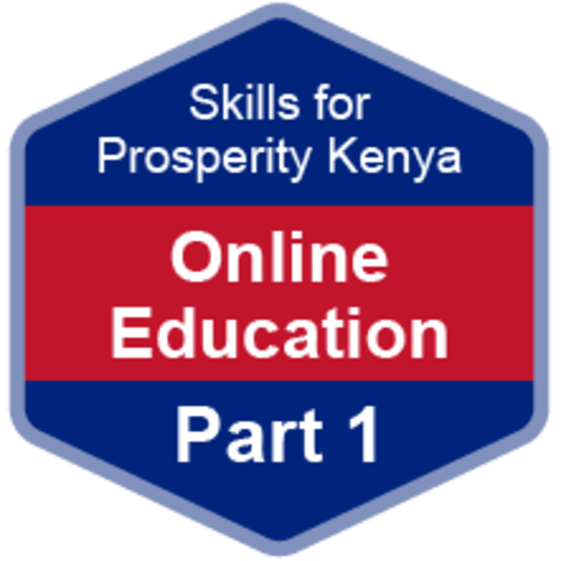 Skills for
Prosperity Kenya
Online
Education
Part 1